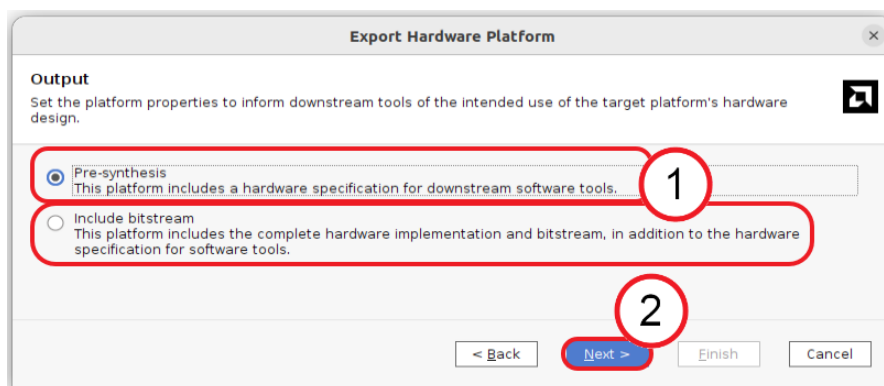 Export Hardware Platform
×
Output
Set the platform properties to inform downstream tools of the intended use of the target platform's hardware
design.
Pre-synthesis
This platform includes a hardware specification for downstream software tools.
1
Include bitstream
This platform includes the complete hardware implementation and bitstream, in addition to the hardware
specification for software tools.
2
< Back Next > Finish Cancel